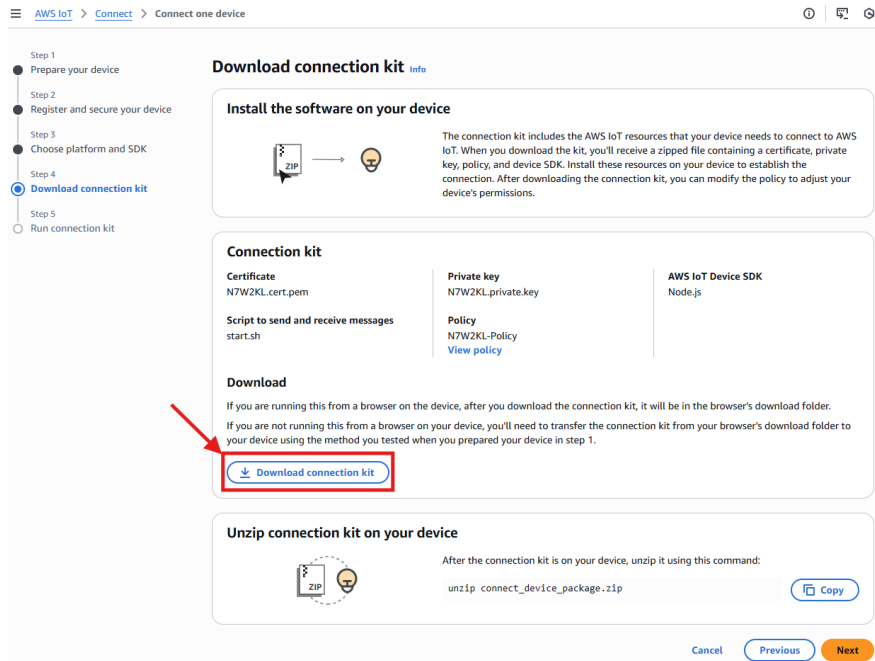 AWS IoT > Connect > Connect one device
Step 1
Prepare your device
Step 2
Register and secure your device
Step 3
Choose platform and SDK
Step 4
Download connection kit
Step 5
Run connection kit
Download connection kit Info
Install the software on your device
ZIP
The connection kit includes the AWS IoT resources that your device needs to connect to AWS
IoT. When you download the kit, you'll receive a zipped file containing a certificate, private
key, policy, and device SDK. Install these resources on your device to establish the
connection. After downloading the connection kit, you can modify the policy to adjust your
device's permissions.
Connection kit
Certificate
N7W2KL.cert.pem
Script to send and receive messages
start.sh
Private key
N7W2KL.private.key
Policy
N7W2KL-Policy
View policy
AWS IoT Device SDK
Node.js
Download
If you are running this from a browser on the device, after you download the connection kit, it will be in the browser's download folder.
If you are not running this from a browser on your device, you'll need to transfer the connection kit from your browser's download folder to
your device using the method you tested when you prepared your device in step 1.
Download connection kit
Unzip connection kit on your device
ZIP
After the connection kit is on your device, unzip it using this command:
unzip connect_device_package.zip
Copy
Cancel
Previous
Next